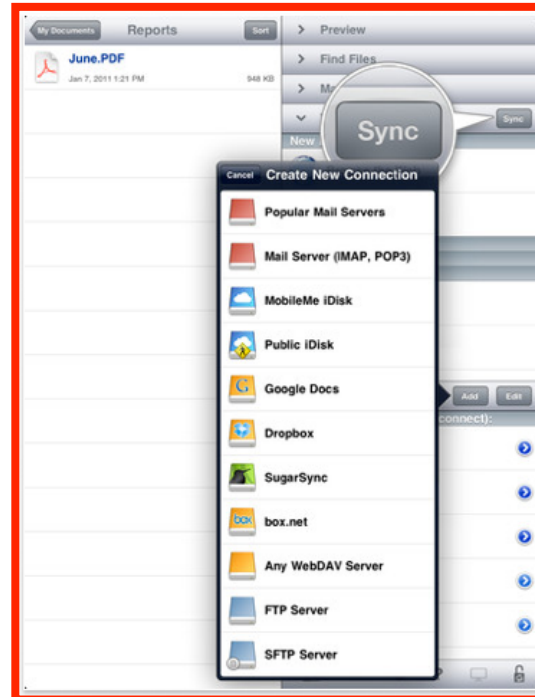 My Documents Reports Sort
June.PDF
Jan 7, 2011 1:21 PM 948 KB
Preview
Find Files
Ma
Sync
Sync
New
Cancel Create New Connection
Popular Mail Servers
Mail Server (IMAP, POP3)
MobileMe iDisk
Public iDisk
Google Docs
Dropbox
SugarSync
box.net
Any WebDAV Server
FTP Server
SFTP Server
Add Edit
connect):